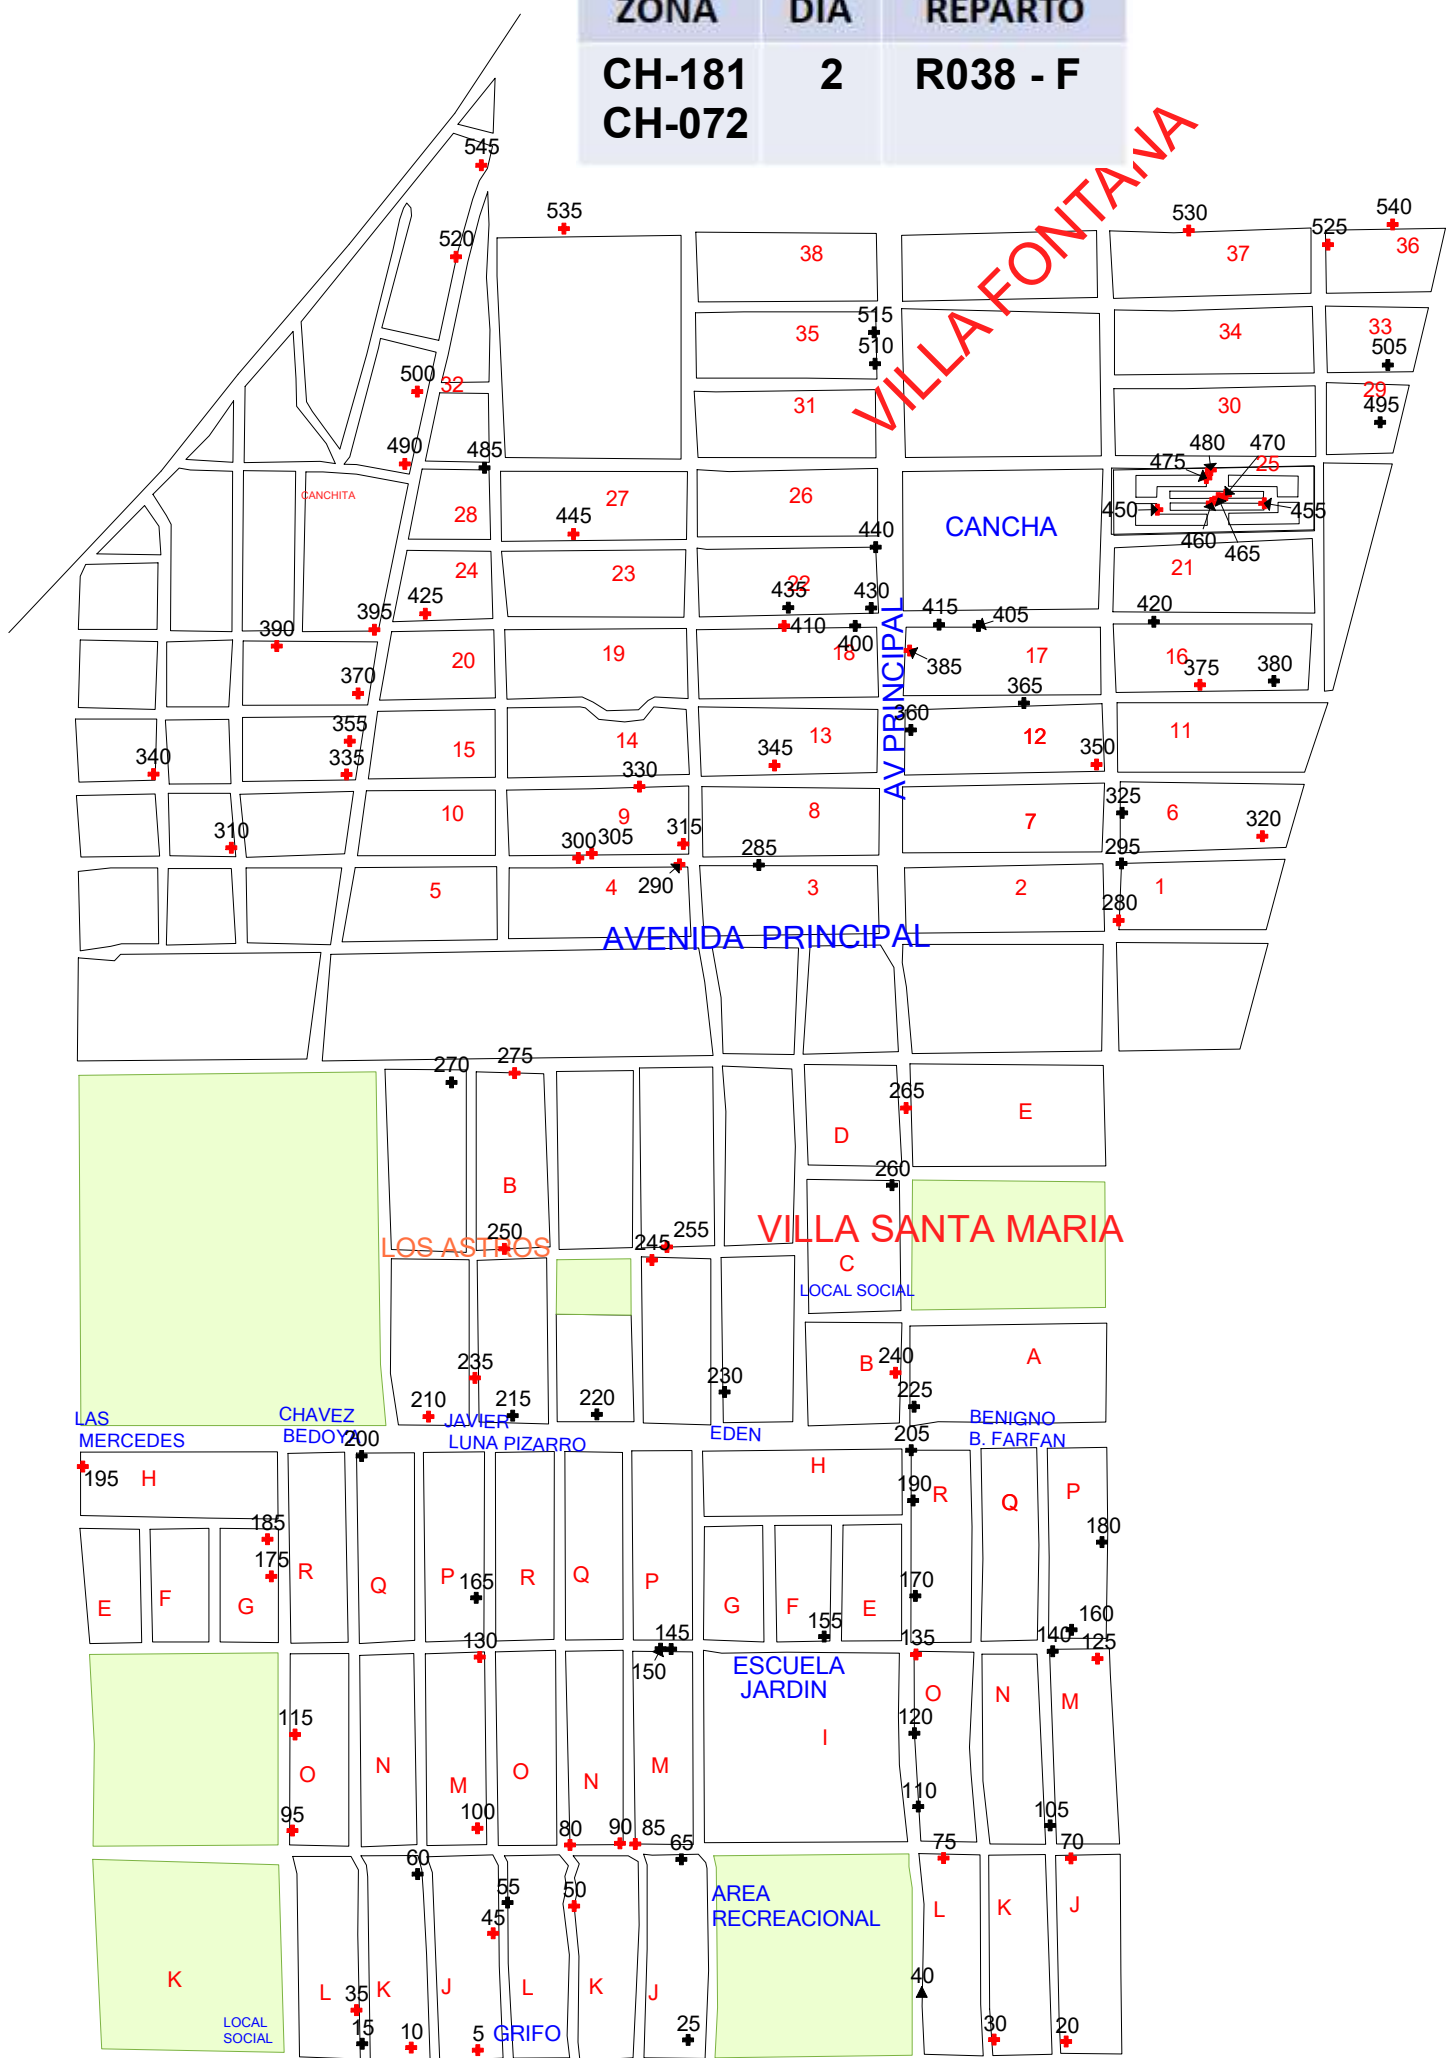 ZONA DIA REPARTO
CH-181 2 R038 - F
CH-072
VILLA FONTANA
545
535
530
540
525
520
38
37
36
515
35
34
33
510
505
500
32
31
30
29
495
480
470
490
485
475
25
CANCHITA
28
27
26
450
455
445
CANCHA
440
460
465
24
23
22
21
425
435
430
415
420
395
410
400
405
390
20
19
18
AV PRINCIPAL
385
17
16
370
375
380
365
355
360
15
14
13
12
11
340
335
345
350
330
325
310
10
9
8
7
6
320
300
305
315
285
295
290
5
4
3
2
1
280
AVENIDA PRINCIPAL
270
275
265
E
D
260
B
250
255
LOS ASTROS
245
VILLA SANTA MARIA
C
LOCAL SOCIAL
235
B
240
A
230
210
215
220
225
LAS
MERCEDES
CHAVEZ
BEDOYA
JAVIER
LUNA PIZARRO
EDEN
BENIGNO
B. FARFAN
200
205
195
H
H
190
R
Q
P
185
180
175
R
Q
P
165
R
Q
P
170
E
F
G
G
F
E
155
160
130
145
135
140
125
150
ESCUELA
JARDIN
O
N
M
115
120
I
O
N
M
O
N
M
95
100
110
105
80
90
85
65
75
70
60
55
50
AREA
RECREACIONAL
L
K
J
45
K
40
L
35
K
J
L
K
J
LOCAL
SOCIAL
15
10
5
GRIFO
25
30
20